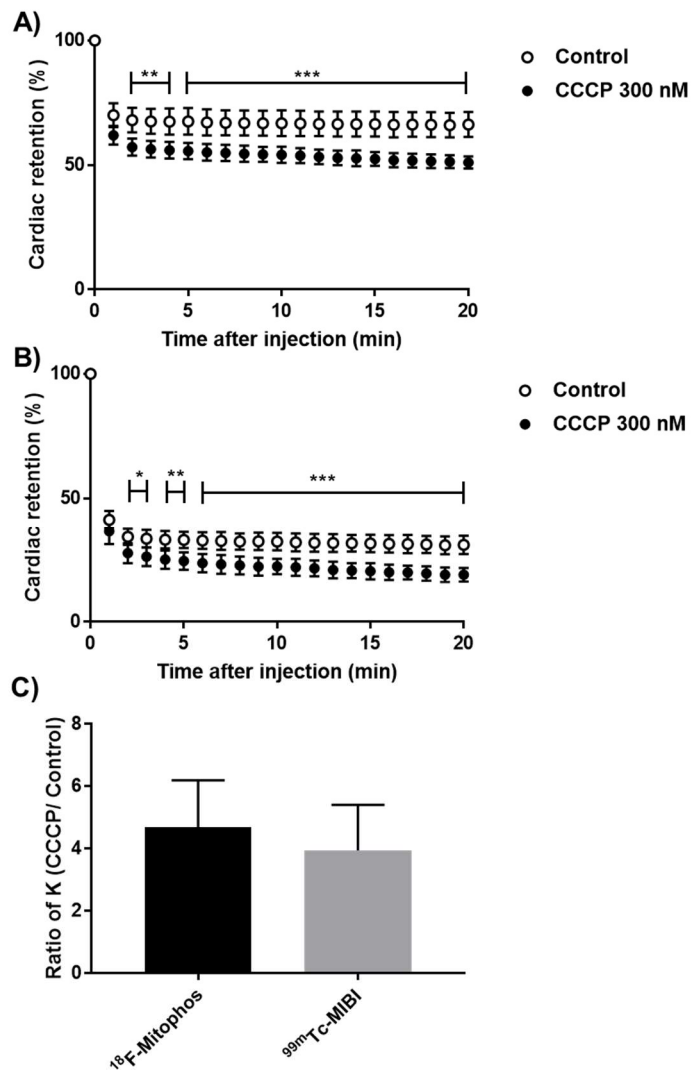 A)
100
50
0
Cardiac retention (%)
**
***
Control
CCCP 300 nM
0 5 10 15 20
Time after injection (min)
B)
100
50
0
Cardiac retention (%)
*
**
***
Control
CCCP 300 nM
0 5 10 15 20
Time after injection (min)
C)
8
6
4
2
0
Ratio of K (CCCP/ Control)
¹⁸F-Mitophos
⁹⁹ᵐTc-MIBI